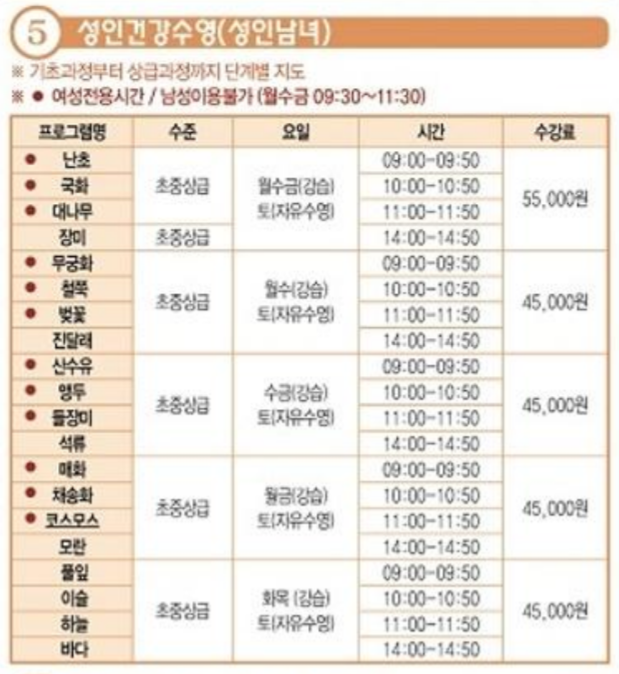 5 성인건강수영(성인남녀)
※ 기초과정부터 상급과정까지 단계별 지도
※ ● 여성전용시간 / 남성이용불가 (월수금 09:30~11:30)
프로그램명 수준 요일 시간 수강료
● 난초 초중상급 월수금(강습) 토(자유수영) 09:00-09:50 55,000원
● 국화 10:00-10:50
● 대나무 11:00-11:50
장미 초중상급 14:00-14:50
● 무궁화 초중상급 월수(강습) 토(자유수영) 09:00-09:50 45,000원
● 철쭉 10:00-10:50
● 벚꽃 11:00-11:50
진달래 14:00-14:50
● 산수유 초중상급 수금(강습) 토(자유수영) 09:00-09:50 45,000원
● 앵두 10:00-10:50
● 들장미 11:00-11:50
석류 14:00-14:50
● 매화 초중상급 월금(강습) 토(자유수영) 09:00-09:50 45,000원
● 채송화 10:00-10:50
● 코스모스 11:00-11:50
모란 14:00-14:50
풀잎 초중상급 화목 (강습) 토(자유수영) 09:00-09:50 45,000원
이슬 10:00-10:50
하늘 11:00-11:50
바다 14:00-14:50